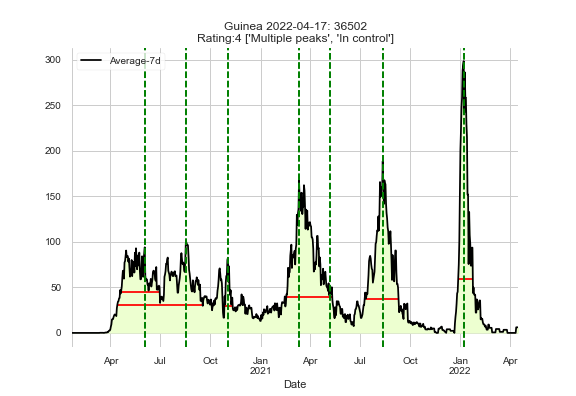 Guinea 2022-04-17: 36502
Rating:4 ['Multiple peaks', 'In control']
Average-7d
300
250
200
150
100
50
0
Apr Jul Oct Jan Apr Jul Oct Jan Apr
2021 2022
Date